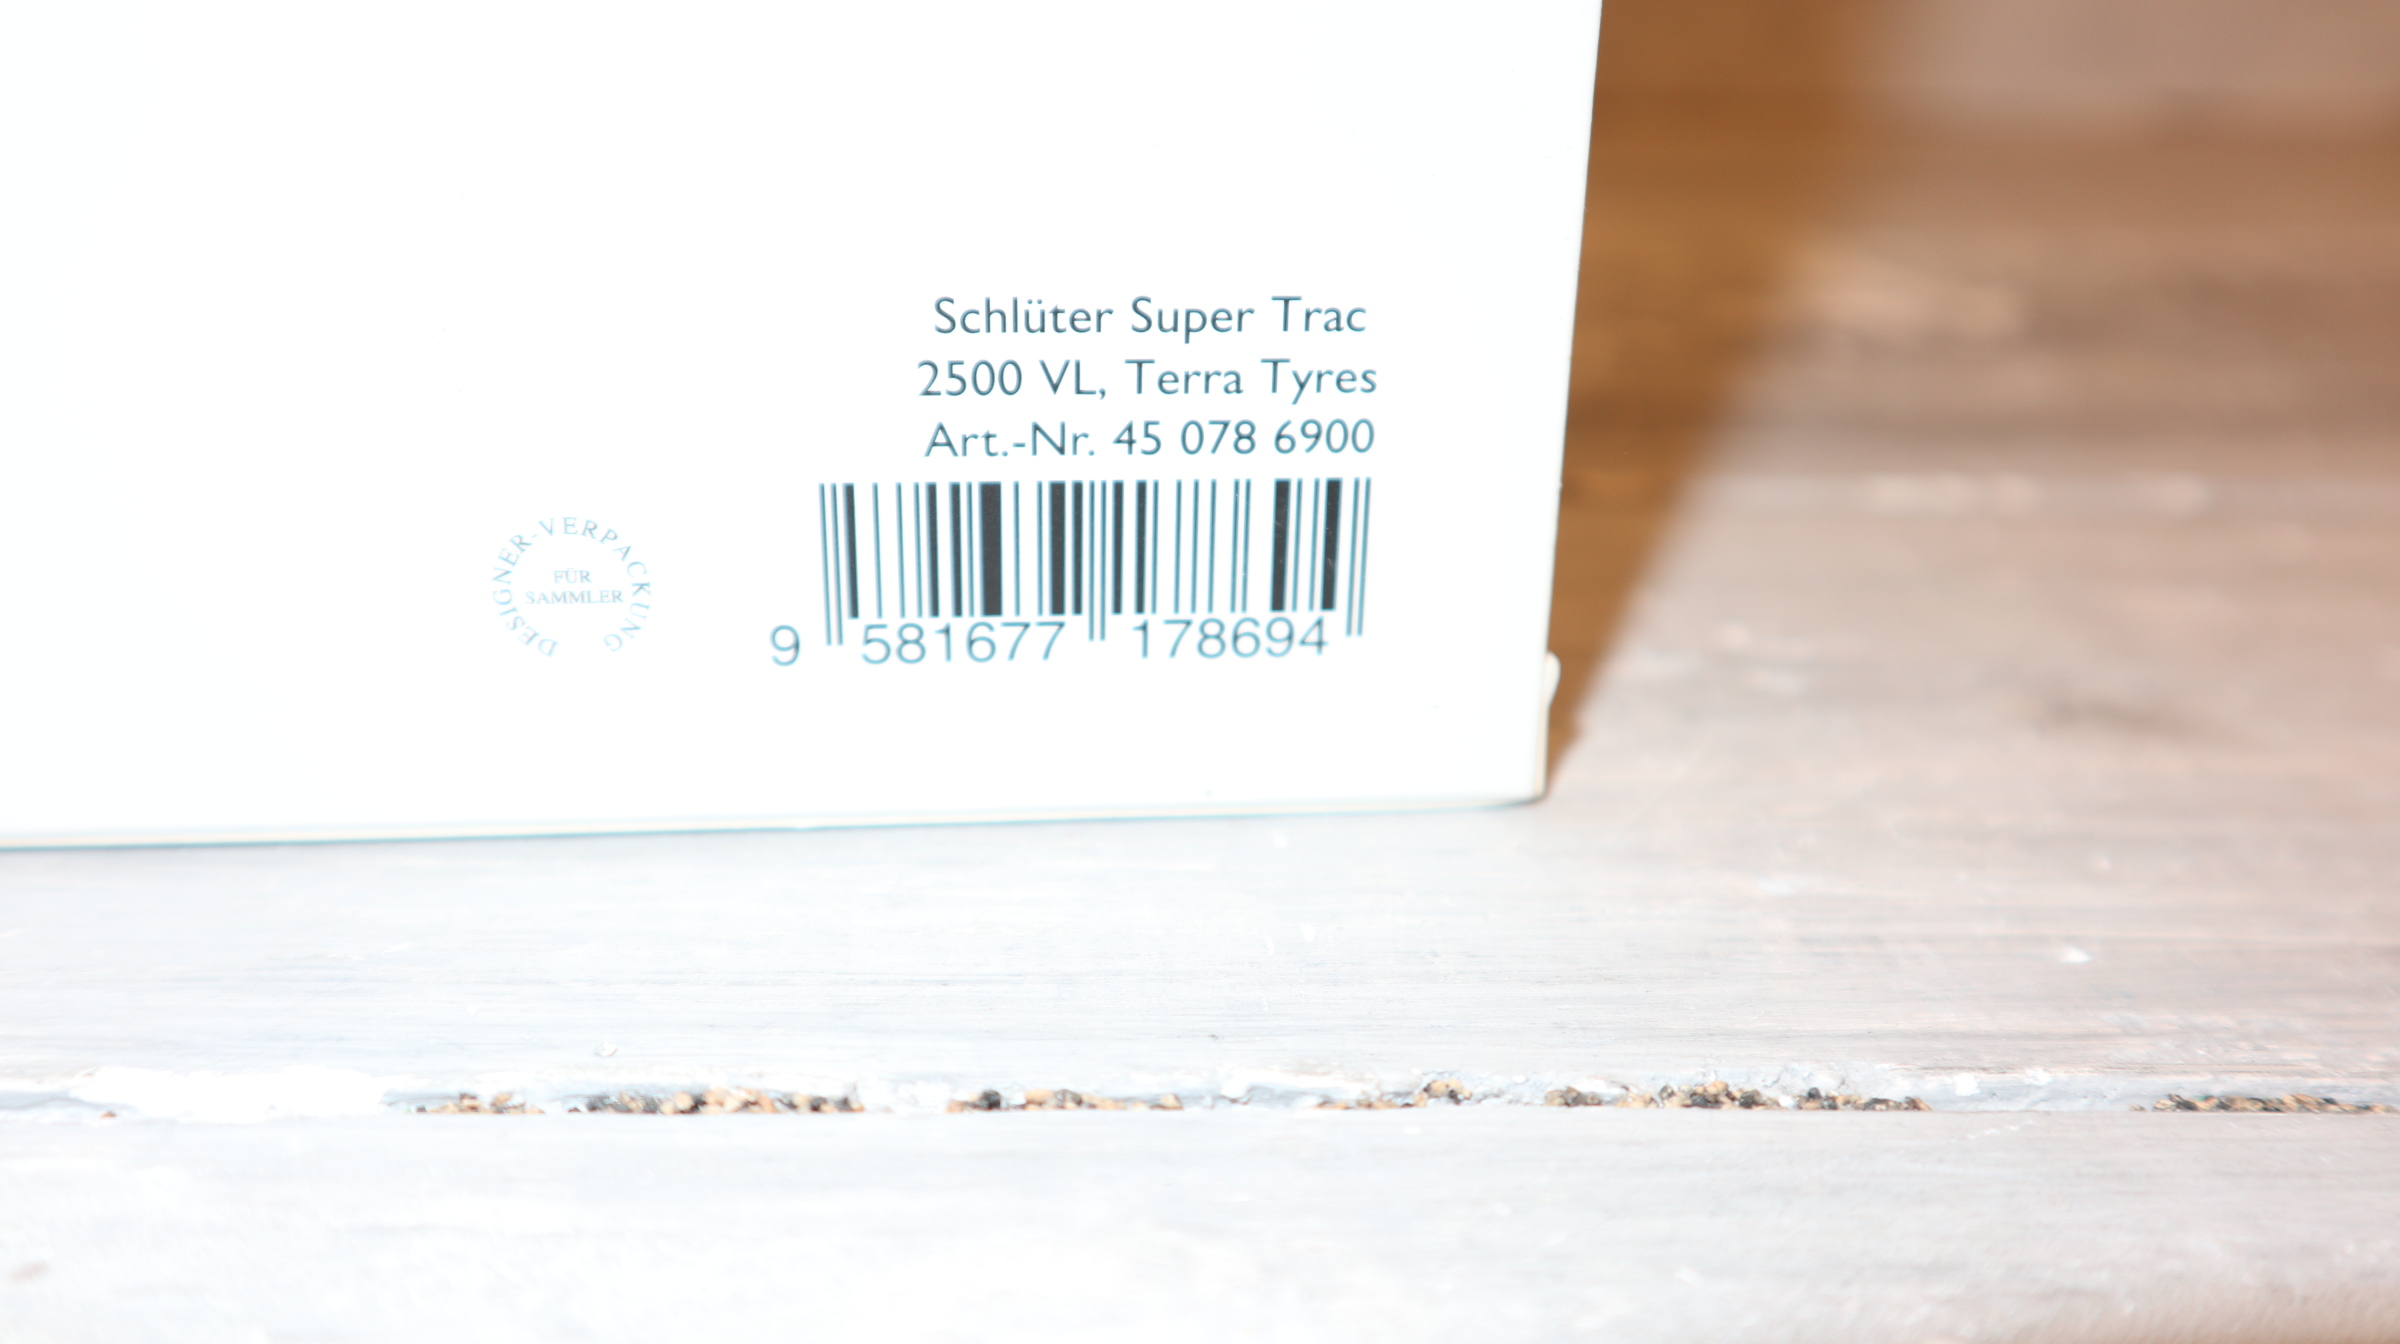 Schlüter Super Trac
2500 VL, Terra Tyres
Art.-Nr. 45 078 6900
9 581677 178694
DESIGNER-VERPACKUNG
FÜR
SAMMLER